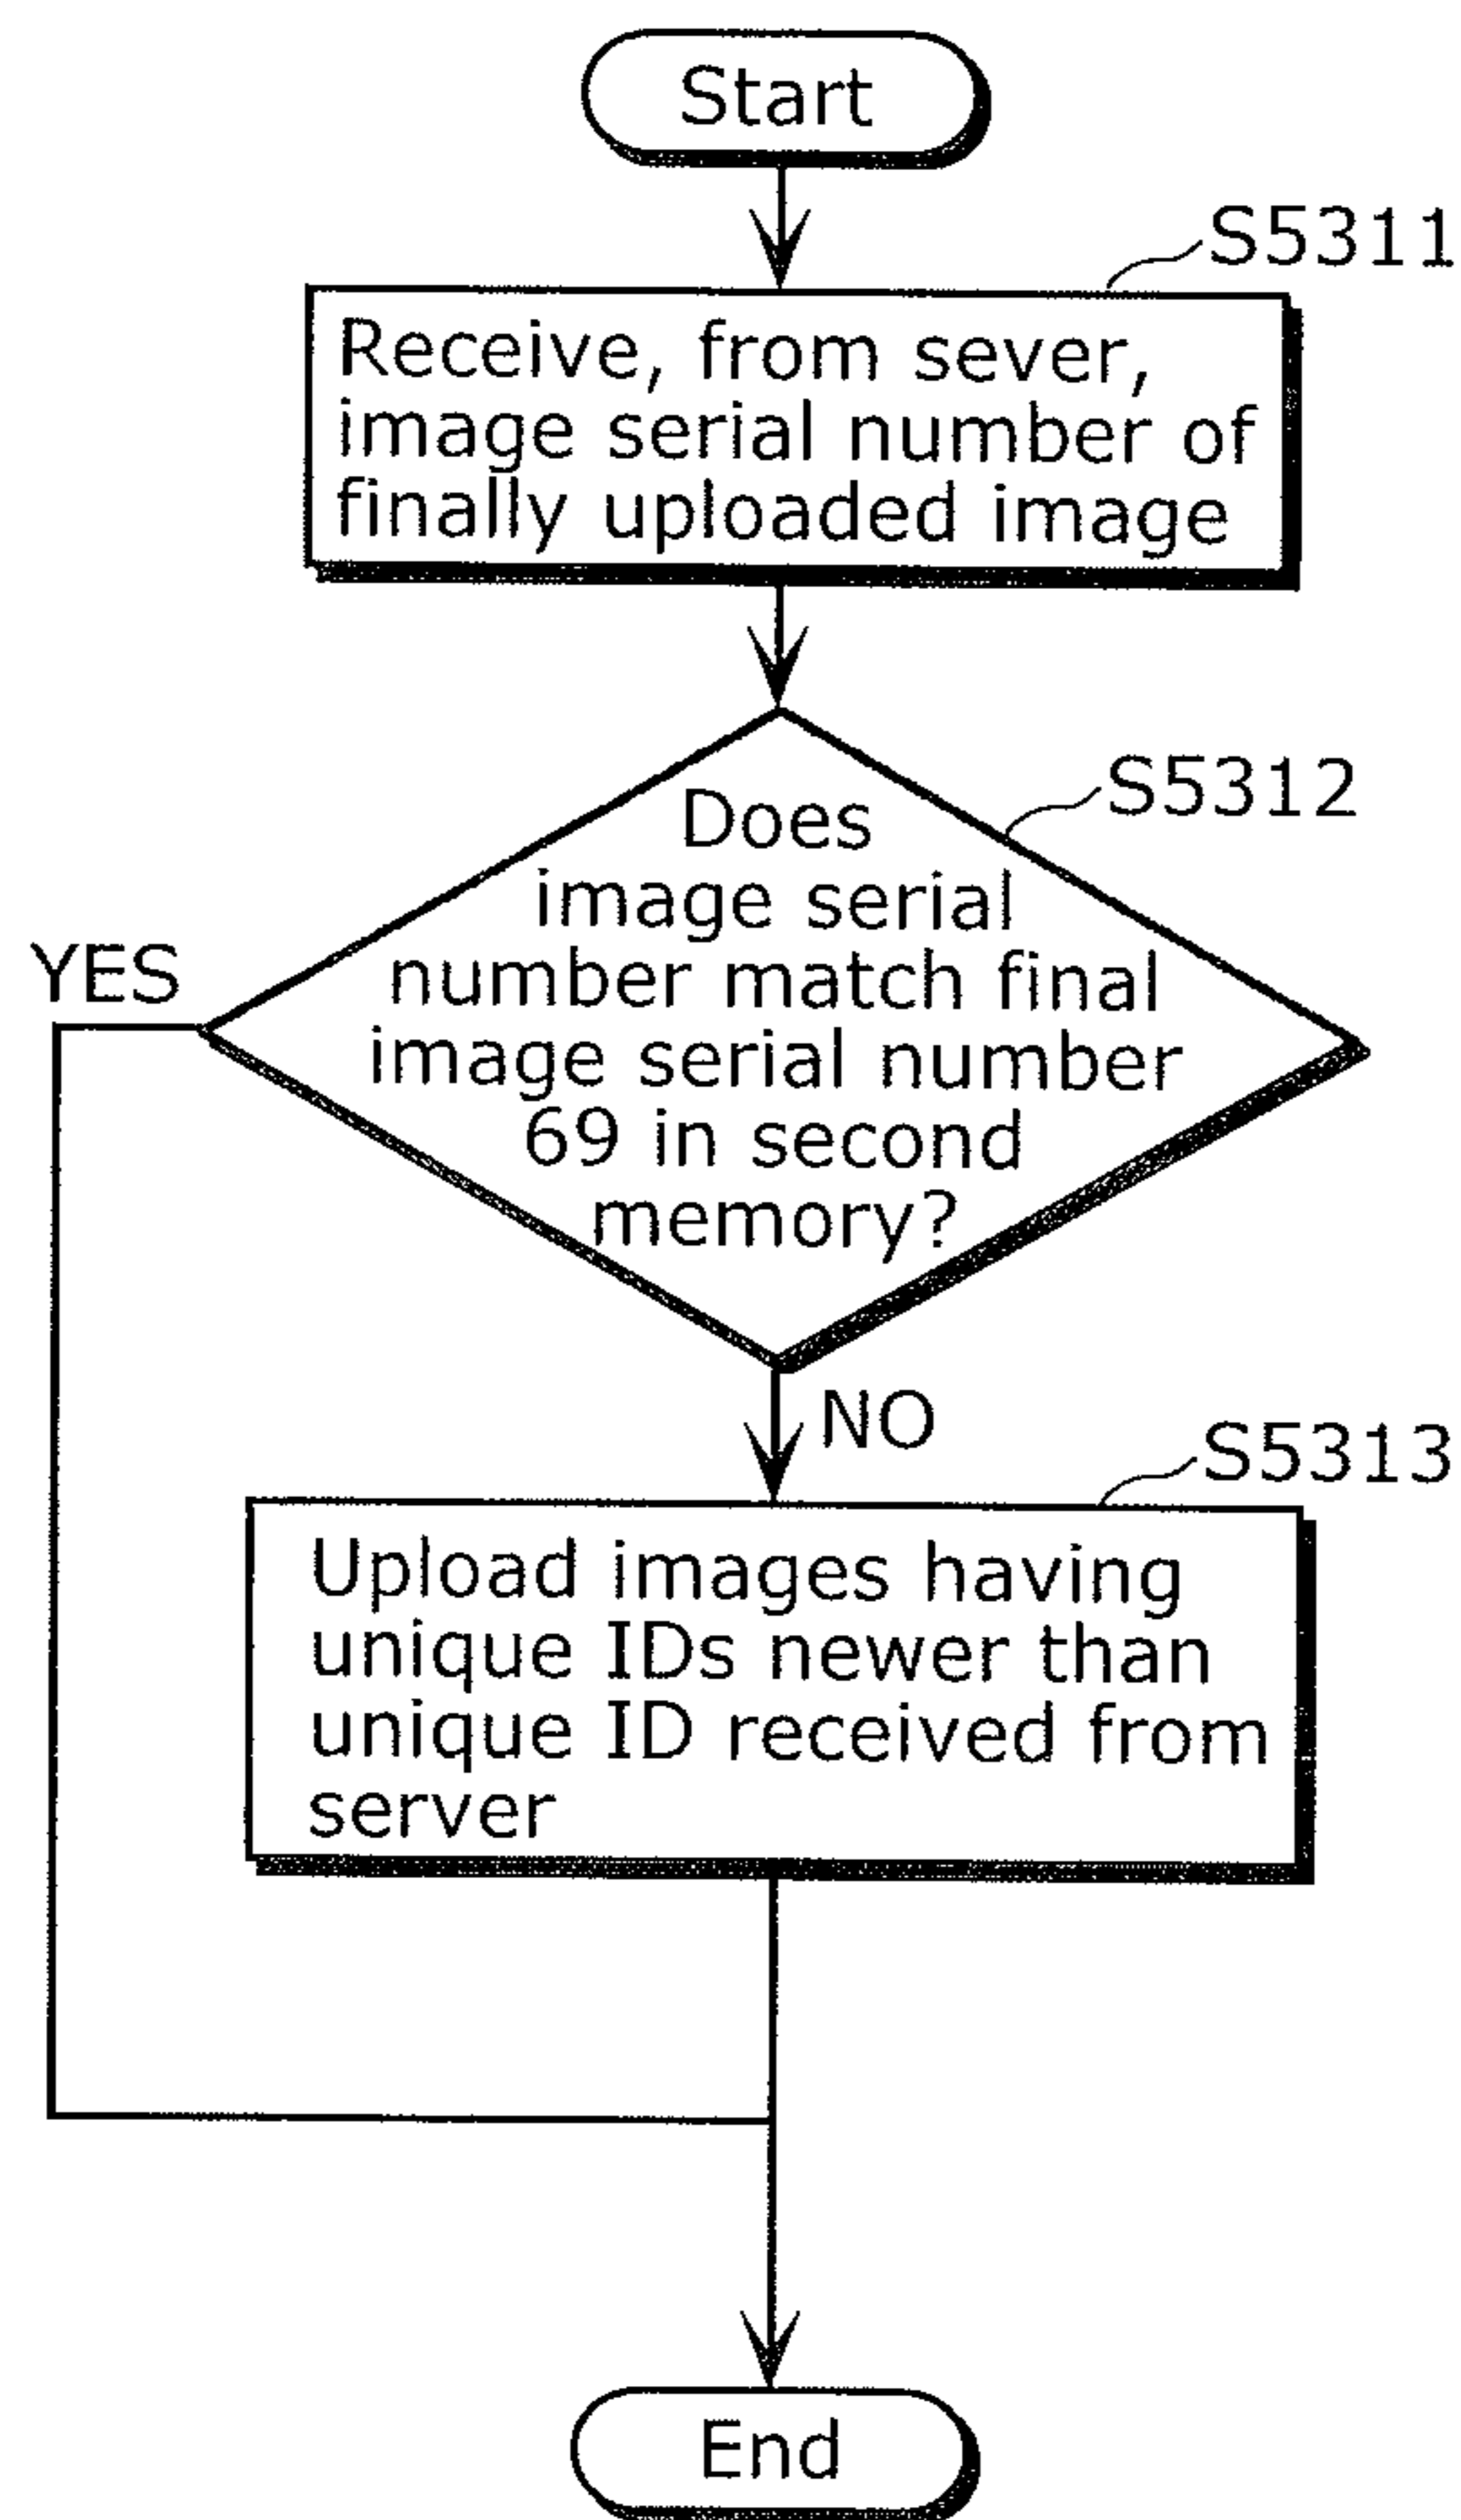 Start
S5311
Receive, from sever,
image serial number of
finally uploaded image
S5312
Does
image serial
number match final
image serial number
69 in second
memory?
YES
NO
S5313
Upload images having
unique IDs newer than
unique ID received from
server
End